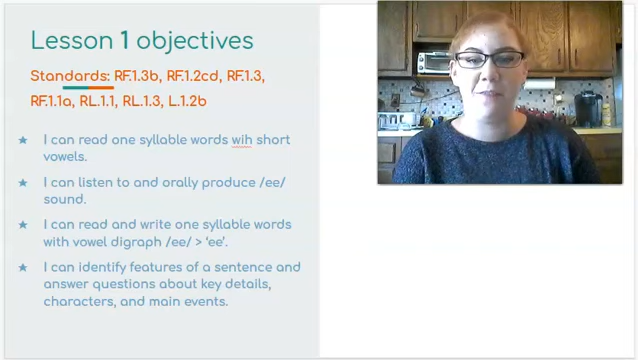 Lesson 1 objectives
Standards: RF.1.3b, RF.1.2cd, RF.1.3,
RF.1.1a, RL.1.1, RL.1.3, L.1.2b
★ I can read one syllable words wih short
vowels.
★ I can listen to and orally produce /ee/
sound.
★ I can read and write one syllable words
with vowel digraph /ee/ > 'ee'.
★ I can identify features of a sentence and
answer questions about key details,
characters, and main events.